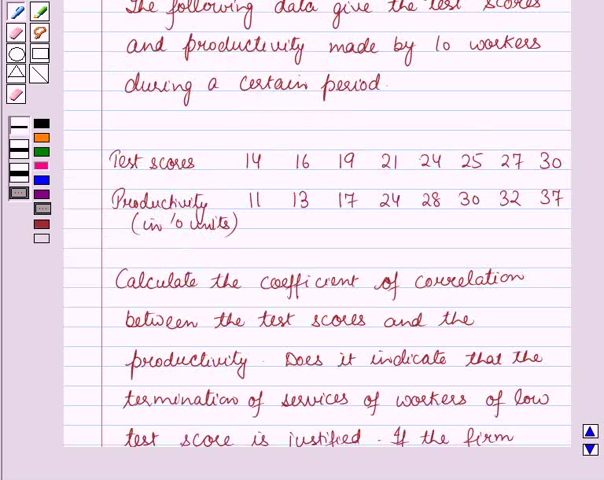 The following data give the test scores
and productivity made by 10 workers
during a certain period.
Test scores 14 16 19 21 24 25 27 30
Productivity 11 13 17 24 28 30 32 37
(in '0 units)
Calculate the coefficient of correlation
between the test scores and the
productivity. Does it indicate that the
termination of services of workers of low
test score is justified. If the firm